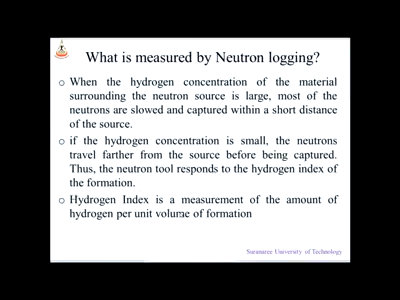 What is measured by Neutron logging?
o When the hydrogen concentration of the material
surrounding the neutron source is large, most of the
neutrons are slowed and captured within a short distance
of the source.
o if the hydrogen concentration is small, the neutrons
travel farther from the source before being captured.
Thus, the neutron tool responds to the hydrogen index of
the formation.
o Hydrogen Index is a measurement of the amount of
hydrogen per unit volume of formation
Suranaree University of Technology